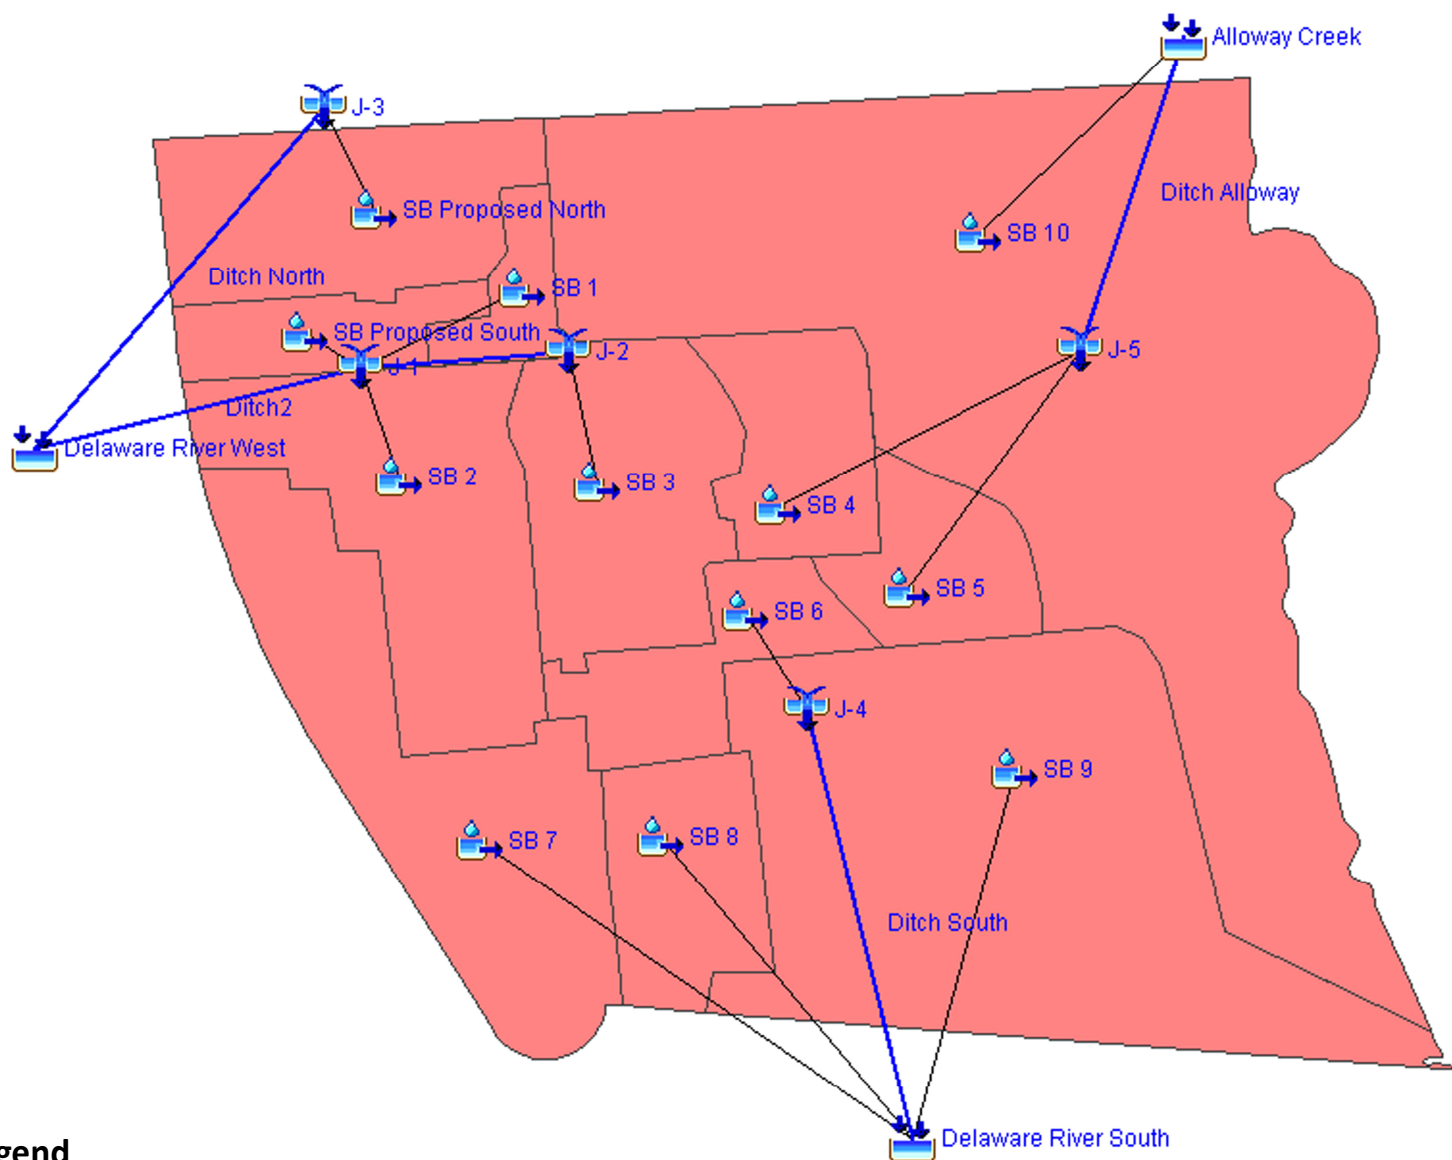 Alloway Creek
J-3
Ditch Alloway
SB Proposed North
SB 10
Ditch North
SB 1
SB Proposed South
J-2
J-5
J-1
Ditch2
Delaware River West
SB 2
SB 3
SB 4
SB 5
SB 6
J-4
SB 9
SB 7
SB 8
Ditch South
Delaware River South
gend